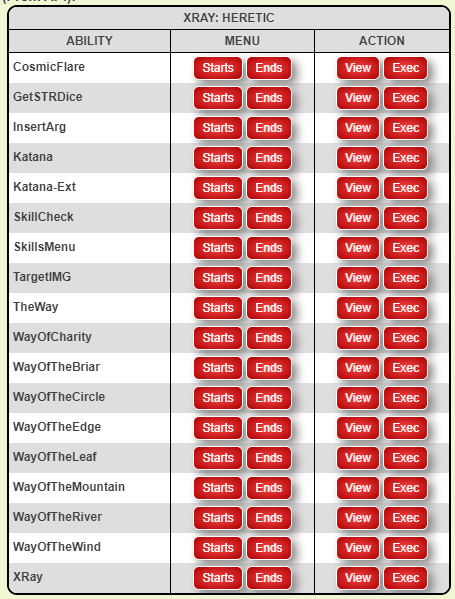 XRAY: HERETIC
ABILITY MENU ACTION
CosmicFlare Starts Ends View Exec
GetSTRDice Starts Ends View Exec
InsertArg Starts Ends View Exec
Katana Starts Ends View Exec
Katana-Ext Starts Ends View Exec
SkillCheck Starts Ends View Exec
SkillsMenu Starts Ends View Exec
TargetIMG Starts Ends View Exec
TheWay Starts Ends View Exec
WayOfCharity Starts Ends View Exec
WayOfTheBriar Starts Ends View Exec
WayOfTheCircle Starts Ends View Exec
WayOfTheEdge Starts Ends View Exec
WayOfTheLeaf Starts Ends View Exec
WayOfTheMountain Starts Ends View Exec
WayOfTheRiver Starts Ends View Exec
WayOfTheWind Starts Ends View Exec
XRay Starts Ends View Exec